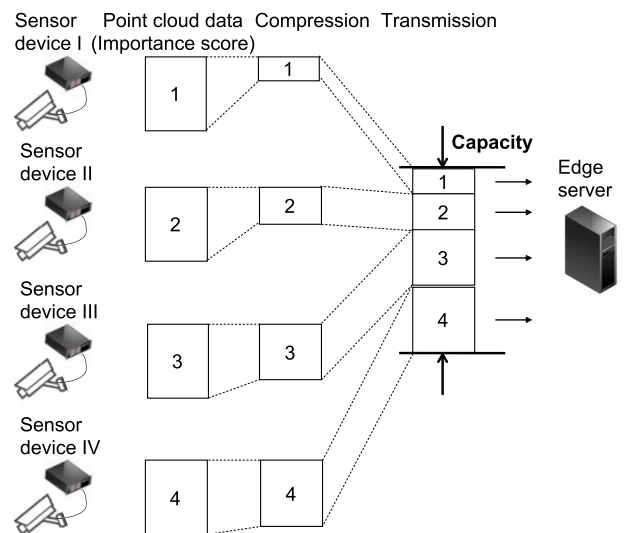 Sensor device I
Point cloud data (Importance score)
Compression
Transmission
1
1
Capacity
1
Sensor device II
2
2
2
Edge server
3
Sensor device III
3
3
4
Sensor device IV
4
4